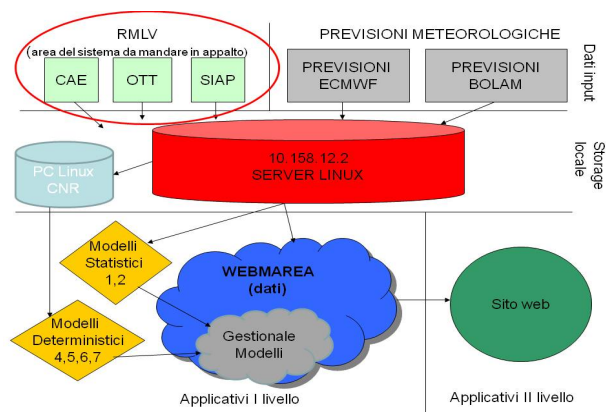 RMLV
(area del sistema da mandare in appalto)
CAE
OTT
SIAP
PREVISIONI METEOROLOGICHE
PREVISIONI
ECMWF
PREVISIONI
BOLAM
Dati input
10.158.12.2
SERVER LINUX
PC Linux
CNR
Storage
locale
Modelli
Statistici
1,2
WEBMAREA
(dati)
Sito web
Gestionale
Modelli
Modelli
Deterministici
4,5,6,7
Applicativi I livello
Applicativi II livello